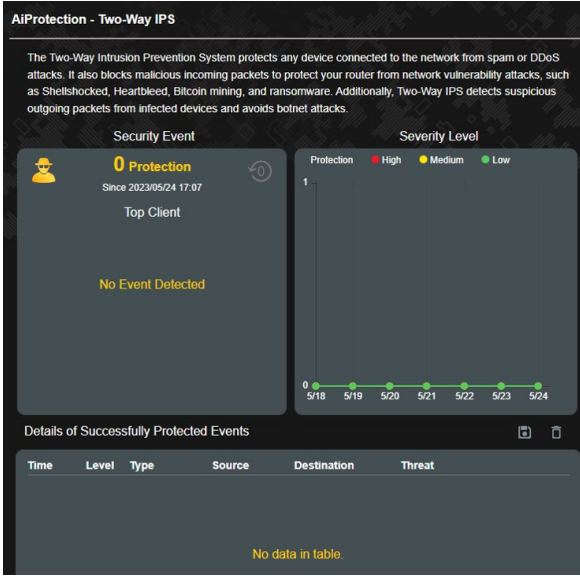 AiProtection - Two-Way IPS
The Two-Way Intrusion Prevention System protects any device connected to the network from spam or DDoS
attacks. It also blocks malicious incoming packets to protect your router from network vulnerability attacks, such
as Shellshocked, Heartbleed, Bitcoin mining, and ransomware. Additionally, Two-Way IPS detects suspicious
outgoing packets from infected devices and avoids botnet attacks.
Security Event
0 Protection
0
Since 2023/05/24 17:07
Top Client
No Event Detected
Severity Level
Protection High Medium Low
1
0
5/18 5/19 5/20 5/21 5/22 5/23 5/24
Details of Successfully Protected Events
Time Level Type Source Destination Threat
No data in table.